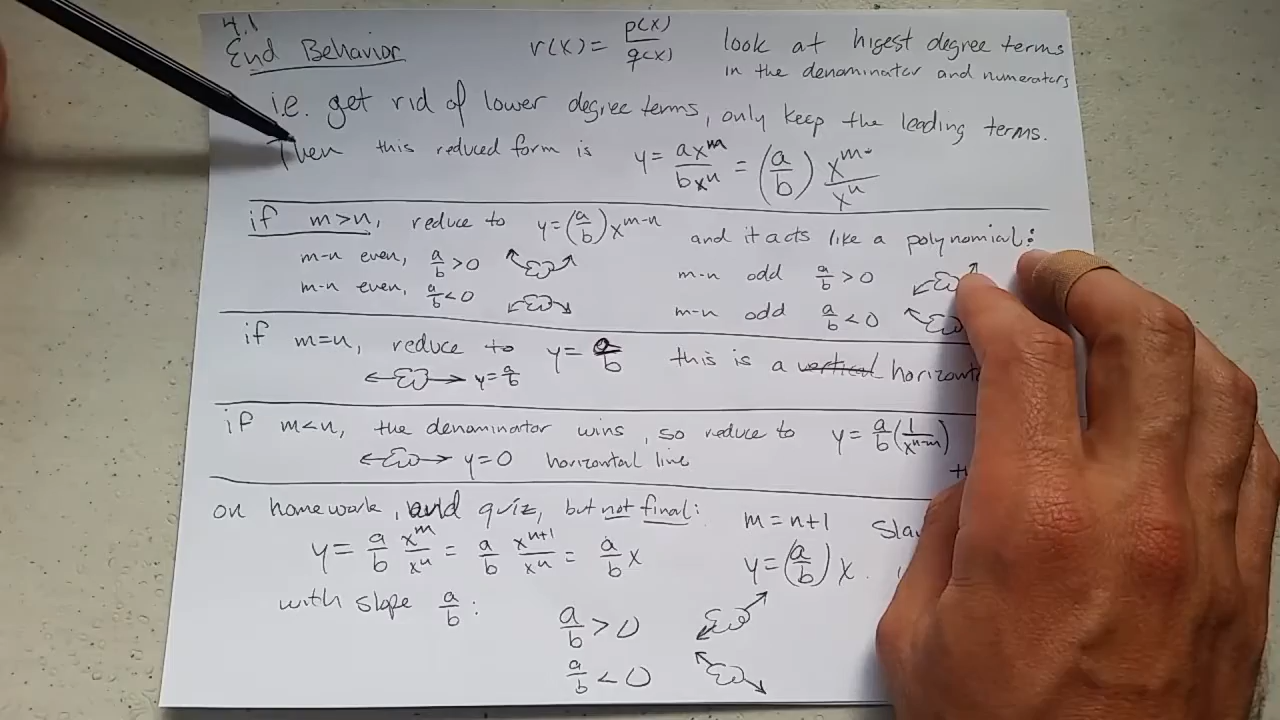 4.1
End Behavior r(x) = p(x)/q(x) look at higest degree terms
in the denominator and numerators
i.e. get rid of lower degree terms, only keep the leading terms.
Then this reduced form is y = ax^m/bx^n = (a/b) x^m/x^n
if m>n, reduce to y=(a/b)x^(m-n) and it acts like a polynomial:
m-n even, a/b>0 m-n odd a/b>0
m-n even, a/b<0 m-n odd a/b<0
if m=n, reduce to y= a/b this is a vertical
y=a/b
if m<n, the denominator wins, so reduce to y= a/b(1/x^(n-m))
y=0 horizontal line
on homework, and quiz, but not final: m=n+1
y= a/b x^m/x^n = a/b x^(n+1)/x^n = a/b x y=(a/b)x.
with slope a/b:
a/b>0
a/b<0